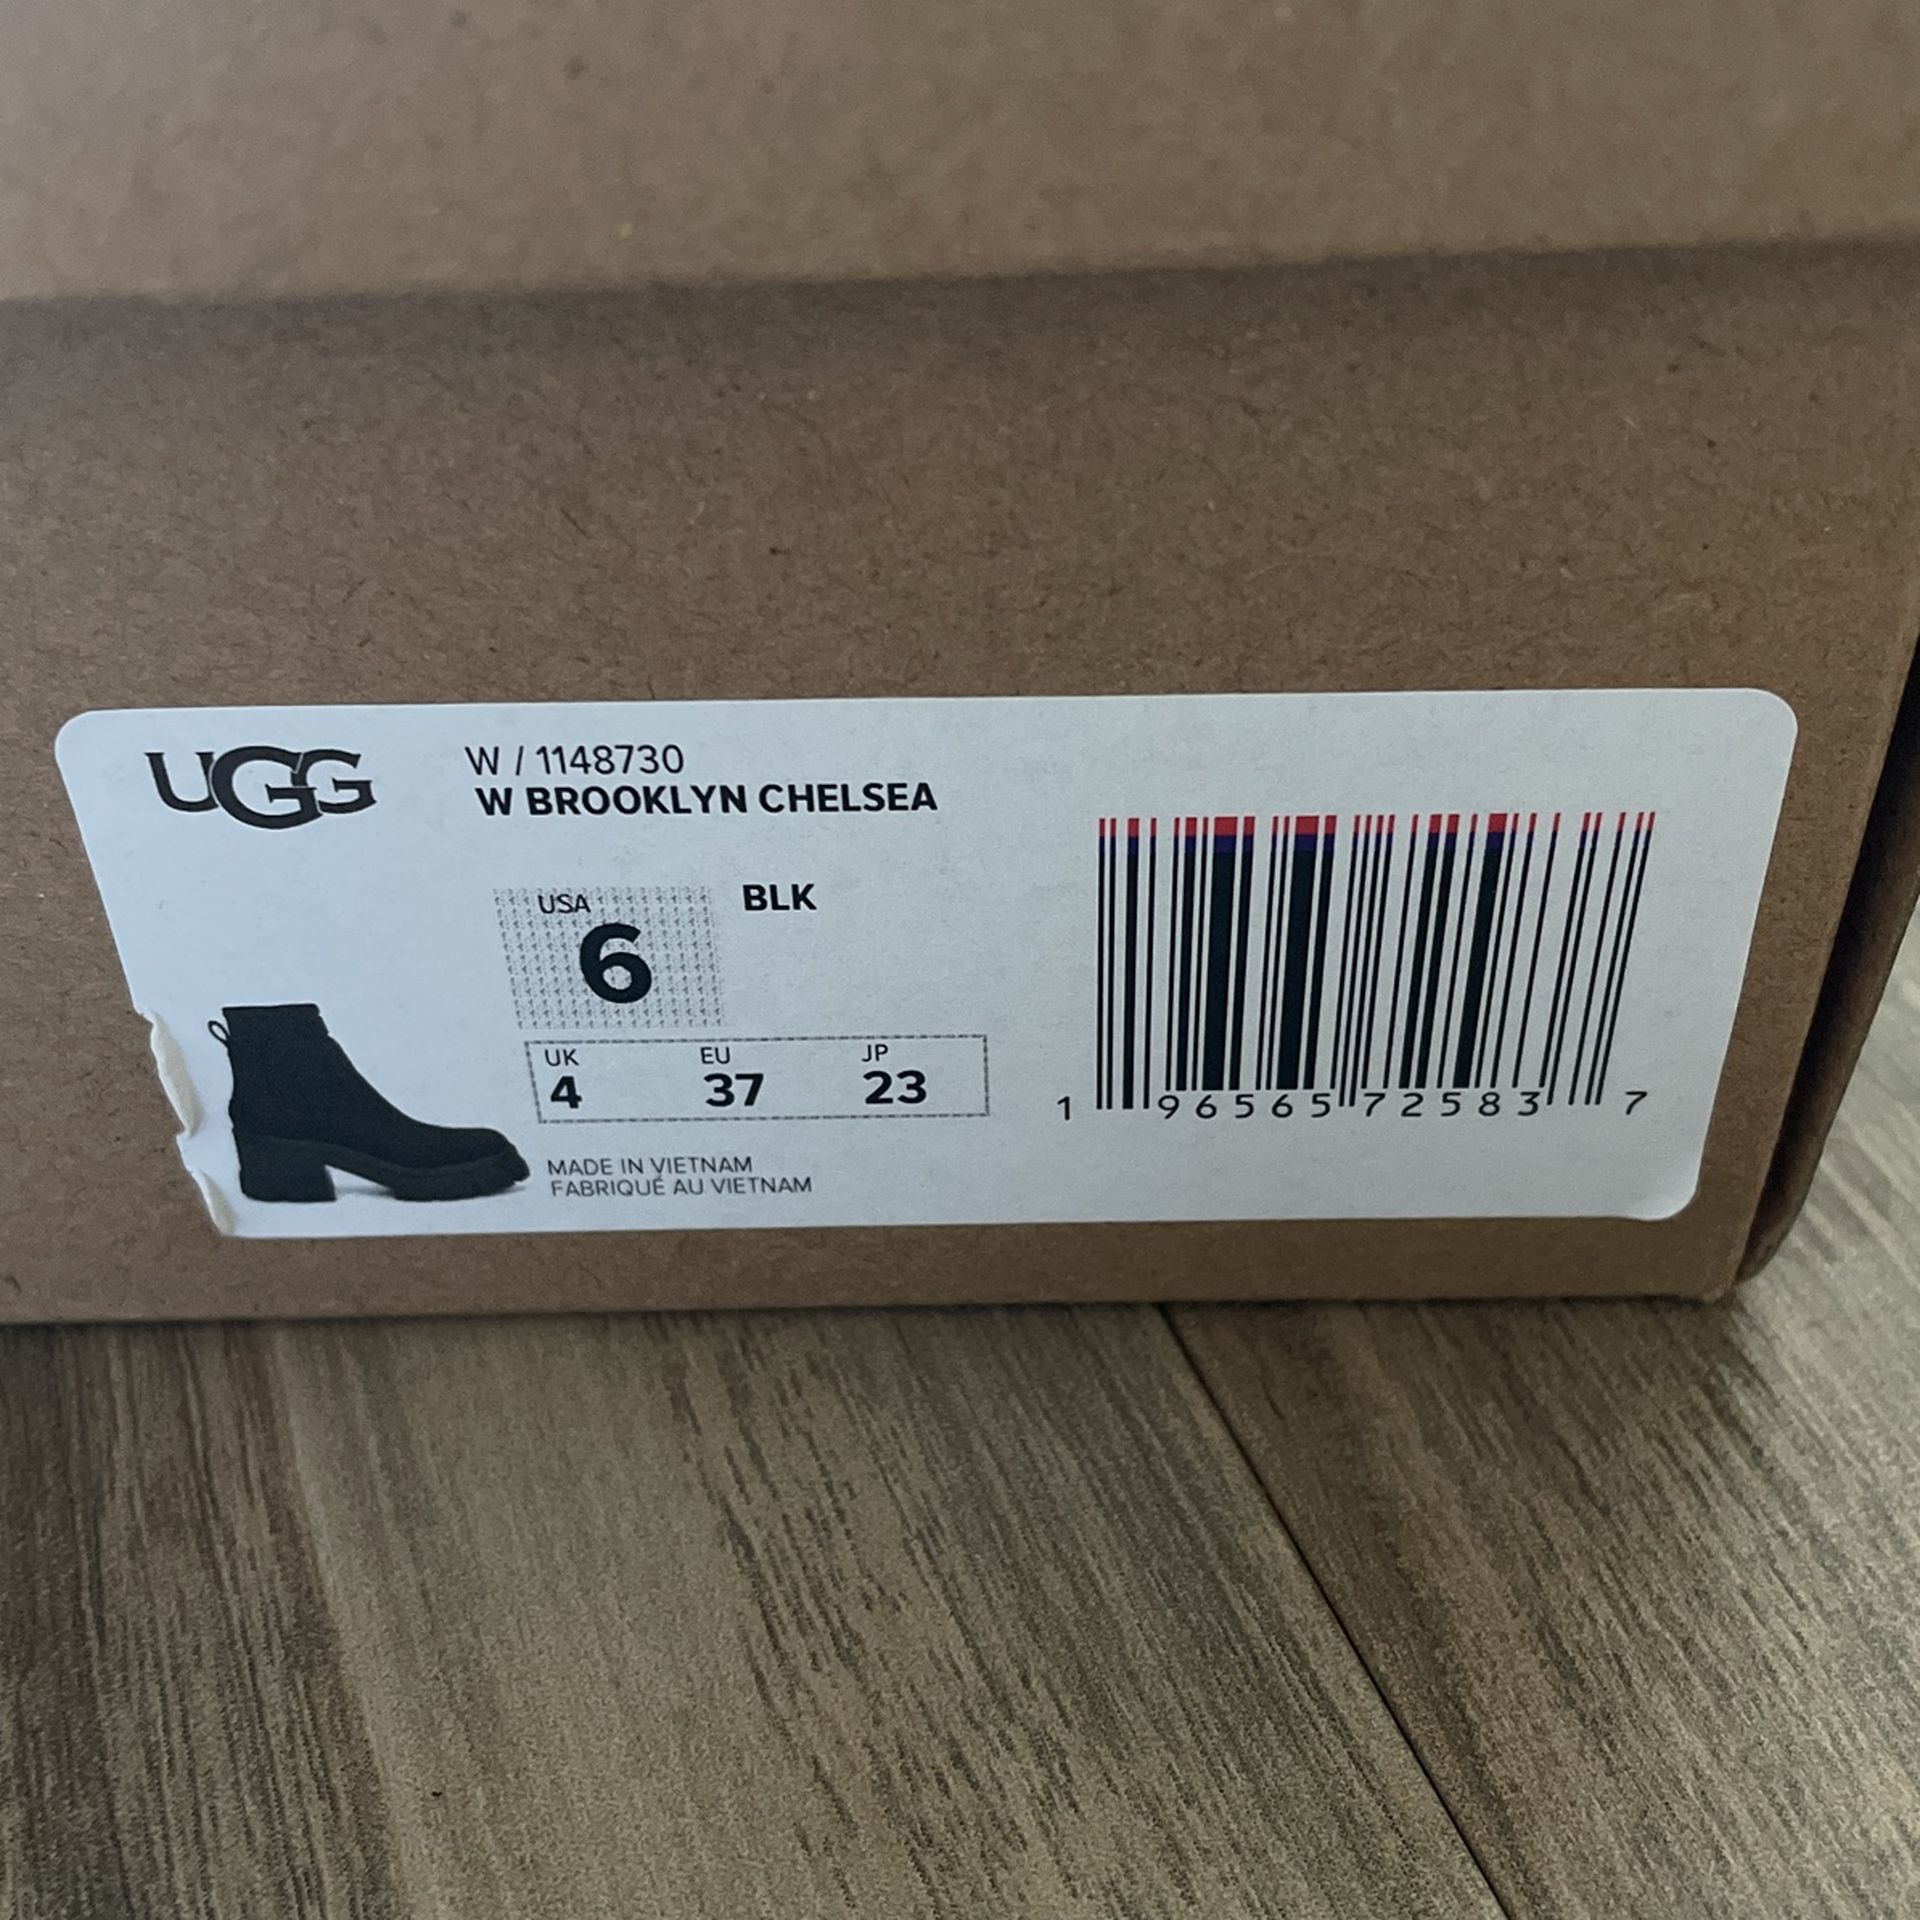 UGG
W / 1148730
W BROOKLYN CHELSEA
USA
6
BLK
UK EU JP
4 37 23
MADE IN VIETNAM
FABRIQUÉ AU VIETNAM
1 96565 72583 7